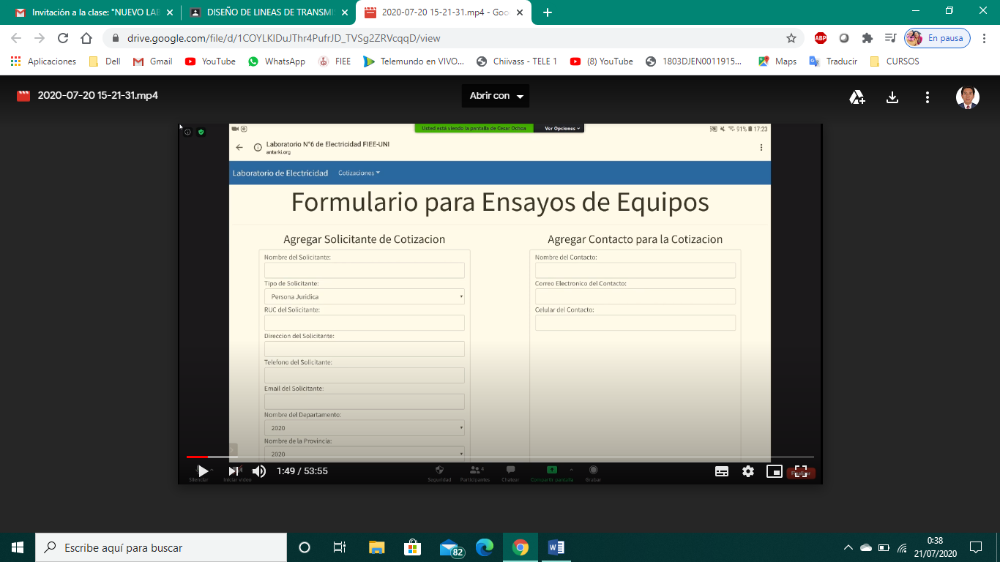 Invitación a la clase: "NUEVO LAB
DISEÑO DE LINEAS DE TRANSMIS
2020-07-20 15-21-31.mp4 - Goo
drive.google.com/file/d/1COYLKIDuJThr4PufrJD_TVSg2ZRVcqqD/view
ABP
En pausa
Aplicaciones
Dell
Gmail
YouTube
WhatsApp
FIEE
Telemundo en VIVO...
Chiivass - TELE 1
(8) YouTube
1803DJEN0011915...
Maps
Traducir
CURSOS
2020-07-20 15-21-31.mp4
Abrir con
Usted está viendo la pantalla de Cesar Ochoa
Ver Opciones
91% 17:23
Laboratorio N°6 de Electricidad FIEE-UNI
antarki.org
Laboratorio de Electricidad
Cotizaciones
Formulario para Ensayos de Equipos
Agregar Solicitante de Cotizacion
Agregar Contacto para la Cotizacion
Nombre del Solicitante:
Nombre del Contacto:
Tipo de Solicitante:
Correo Electronico del Contacto:
Persona Juridica
RUC del Solicitante:
Celular del Contacto:
Direccion del Solicitante:
Telefono del Solicitante:
Email del Solicitante:
Nombre del Departamento:
2020
Nombre de la Provincia:
2020
1:49 / 53:55
Silenciar
Iniciar video
Seguridad
Participantes
4
Chatear
Compartir pantalla
Grabar
Escribe aquí para buscar
82
0:38
21/07/2020